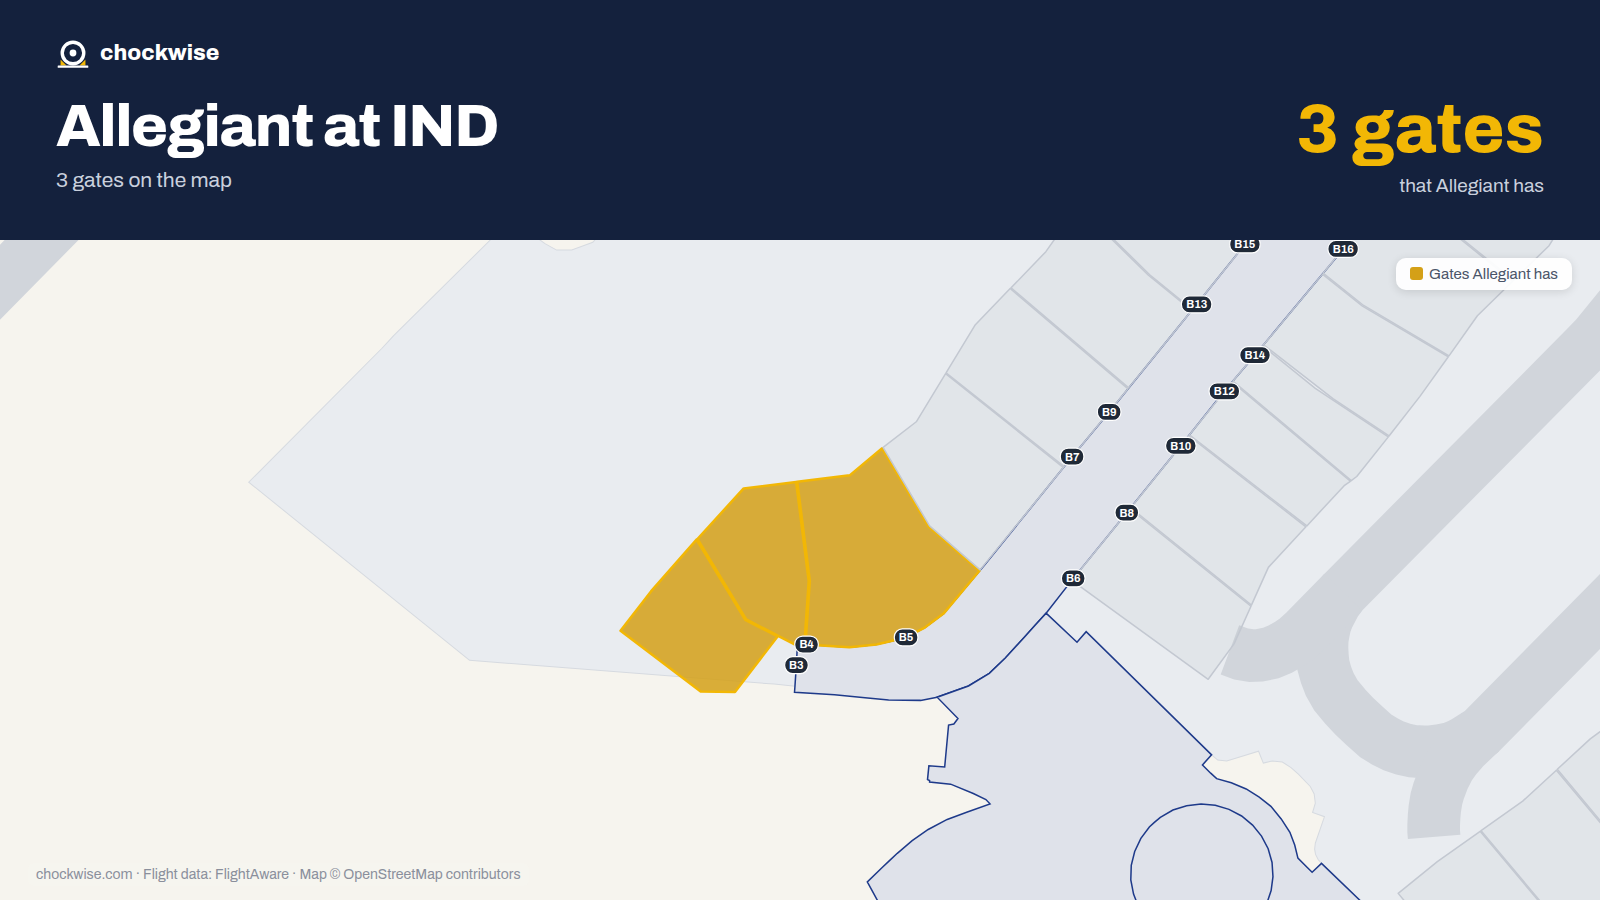 chockwise
Allegiant at IND
3 gates on the map
3 gates
that Allegiant has
Gates Allegiant has
B15
B16
B13
B14
B12
B9
B10
B7
B8
B6
B5
B4
B3
chockwise.com · Flight data: FlightAware · Map © OpenStreetMap contributors